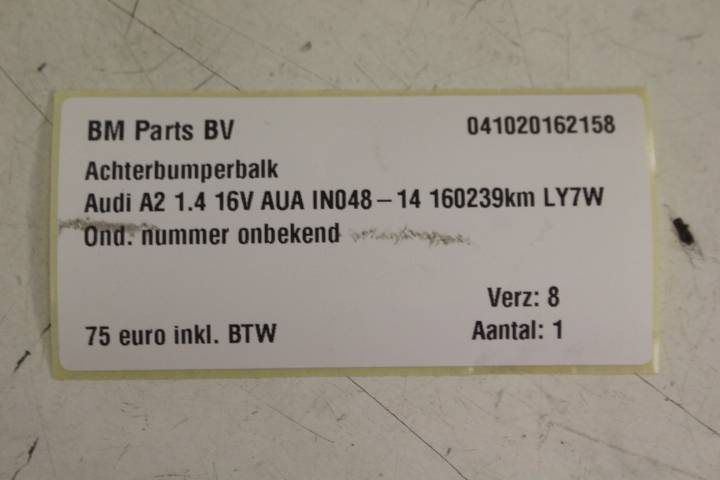 BM Parts BV 041020162158
Achterbumperbalk
Audi A2 1.4 16V AUA IN048-14 160239km LY7W
Ond. nummer onbekend
Verz: 8
75 euro inkl. BTW Aantal: 1